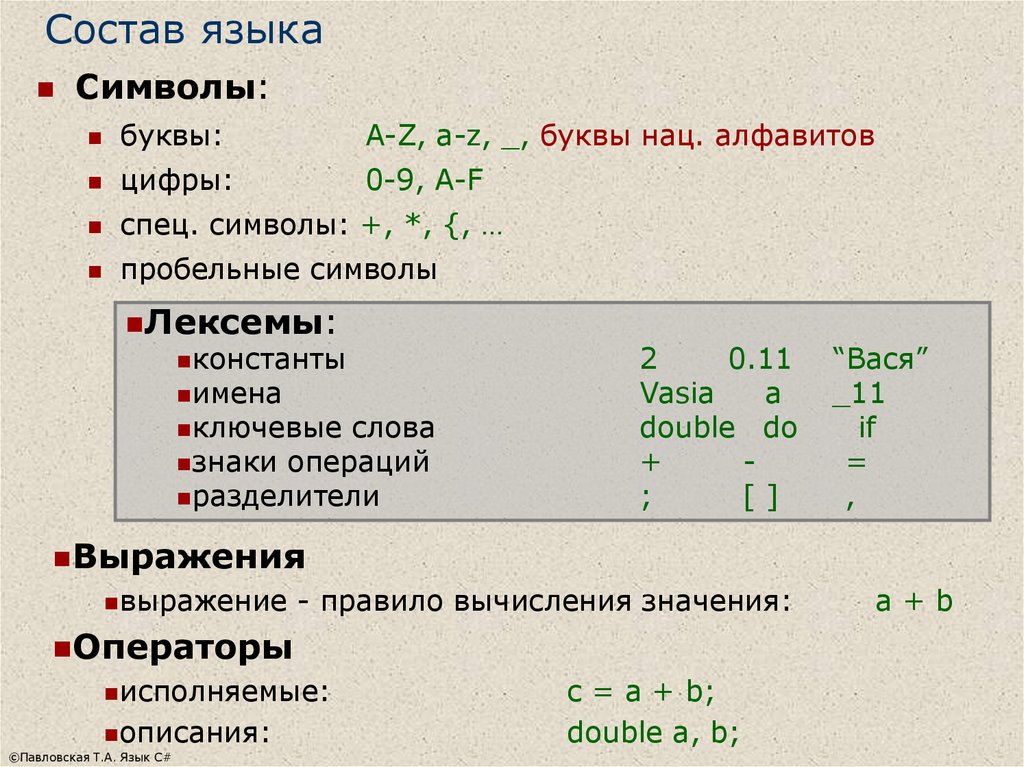 Состав языка
Символы:
буквы: A-Z, a-z, _, буквы нац. алфавитов
цифры: 0-9, A-F
спец. символы: +, *, {, …
пробельные символы
Лексемы:
константы 2 0.11 “Вася”
имена Vasia a _11
ключевые слова double do if
знаки операций + - =
разделители ; [ ] ,
Выражения
выражение - правило вычисления значения: a + b
Операторы
исполняемые: c = a + b;
описания: double a, b;
©Павловская Т.А. Язык C#